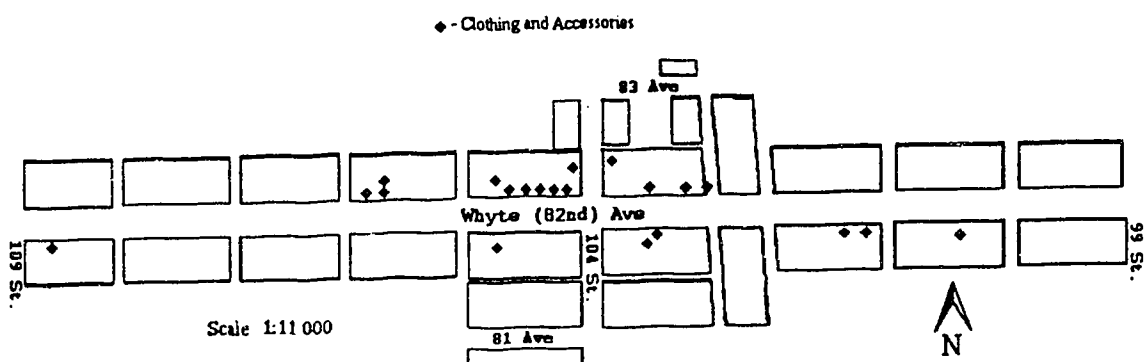 ◆ - Clothing and Accessories
83 Ave
Whyte (82nd) Ave
109 St.
104 St.
99 St.
Scale 1:11 000
81 Ave
N